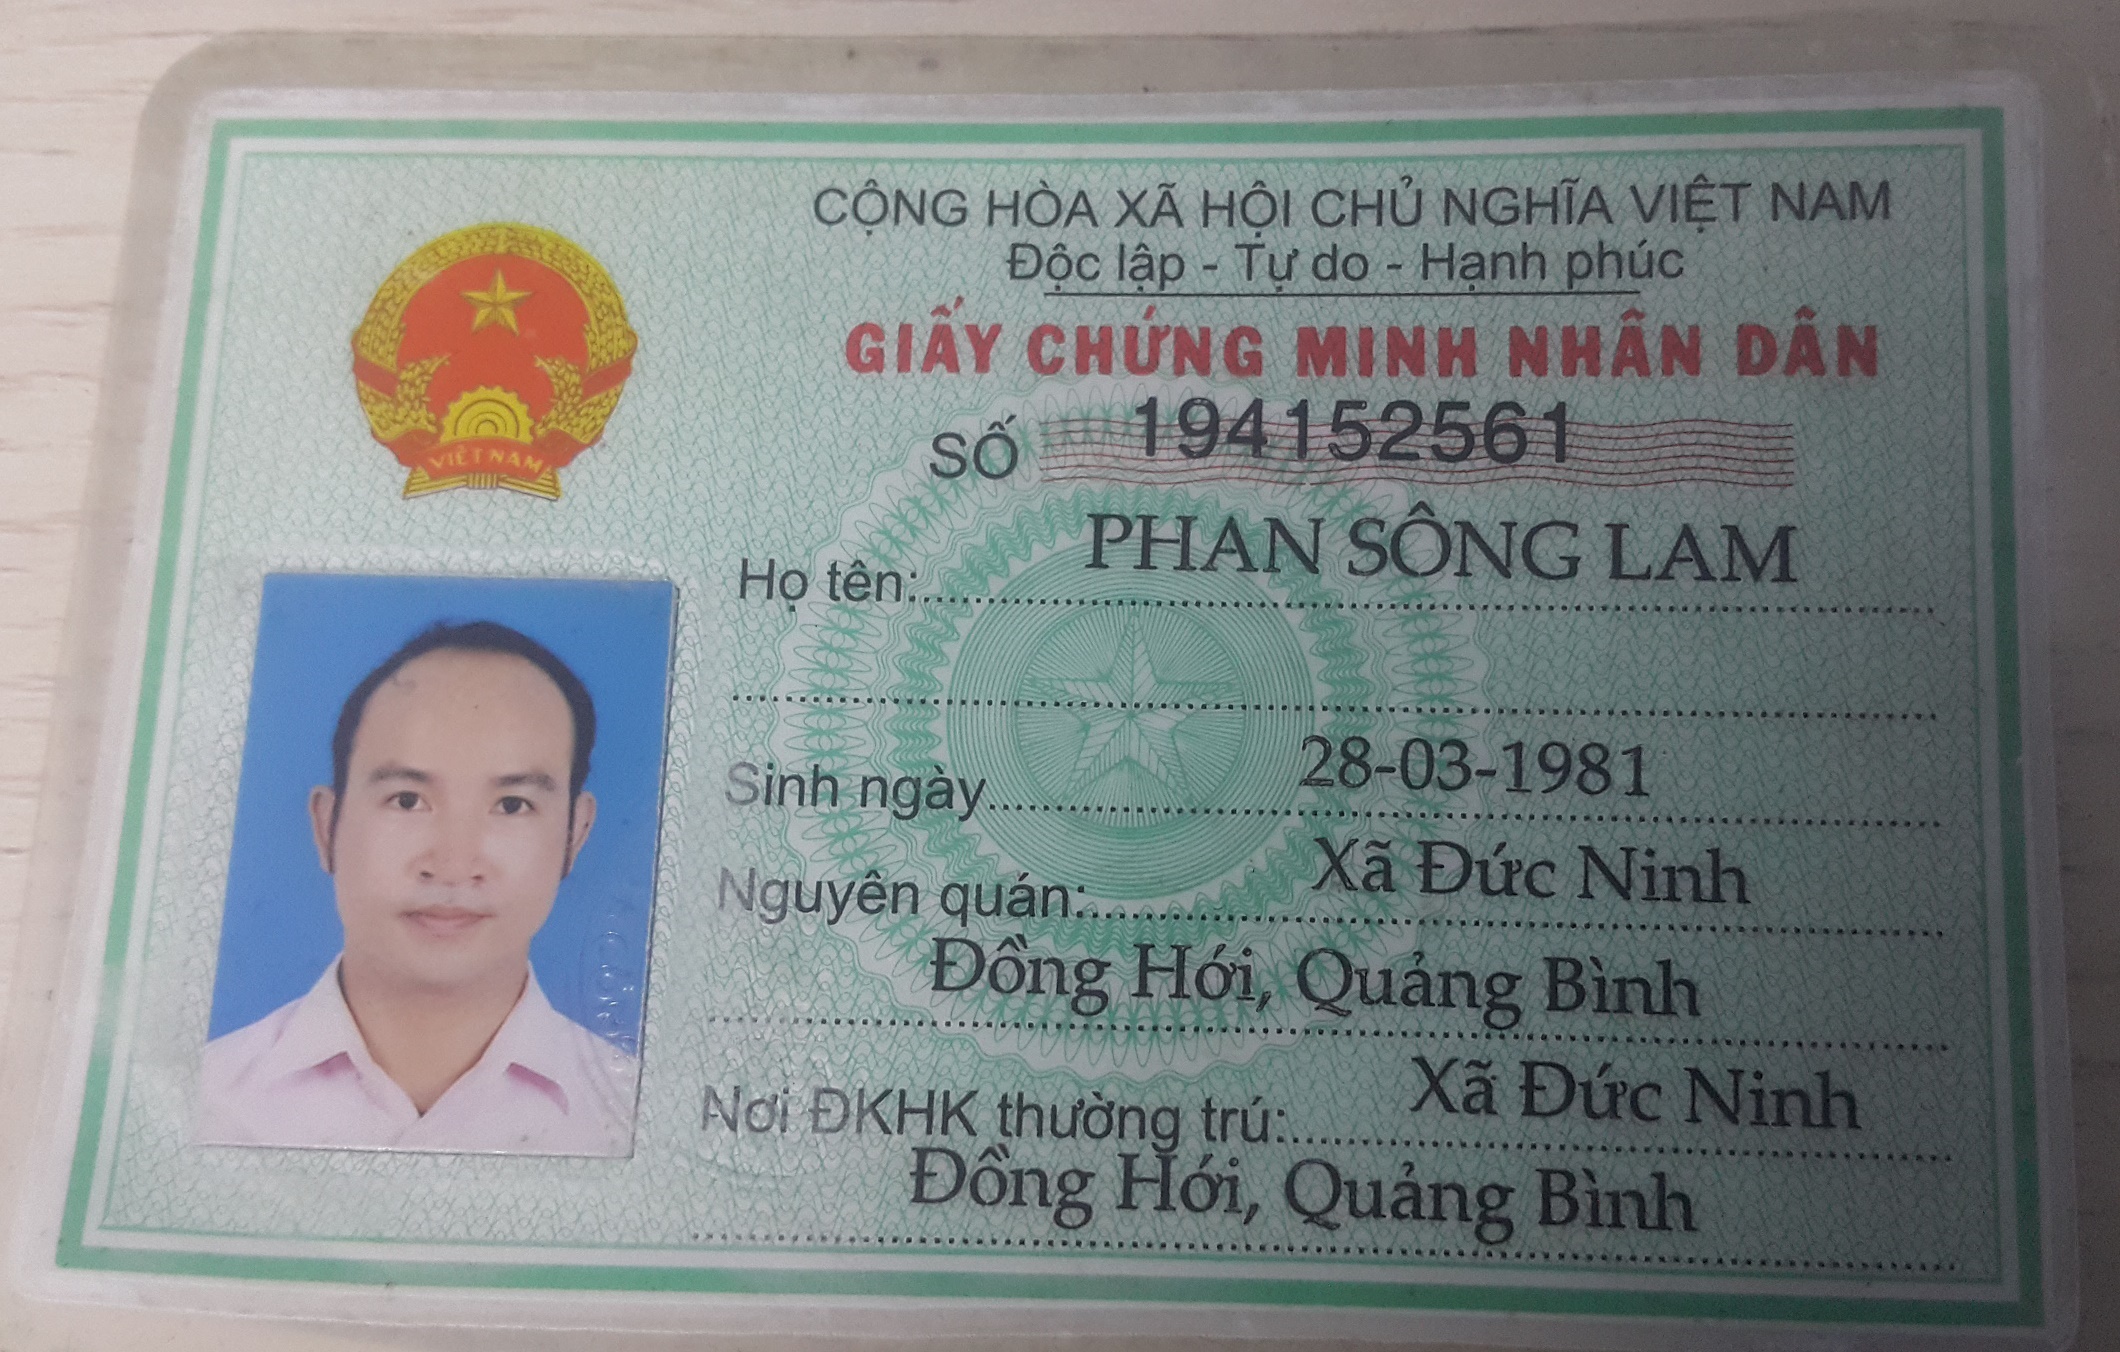 CỘNG HÒA XÃ HỘI CHỦ NGHĨA VIỆT NAM
Độc lập - Tự do - Hạnh phúc
GIẤY CHỨNG MINH NHÂN DÂN
SỐ 194152561
VIỆT NAM
Họ tên: PHAN SÔNG LAM
Sinh ngày 28-03-1981
Nguyên quán: Xã Đức Ninh
Đồng Hới, Quảng Bình
Nơi ĐKHK thường trú: Xã Đức Ninh
Đồng Hới, Quảng Bình